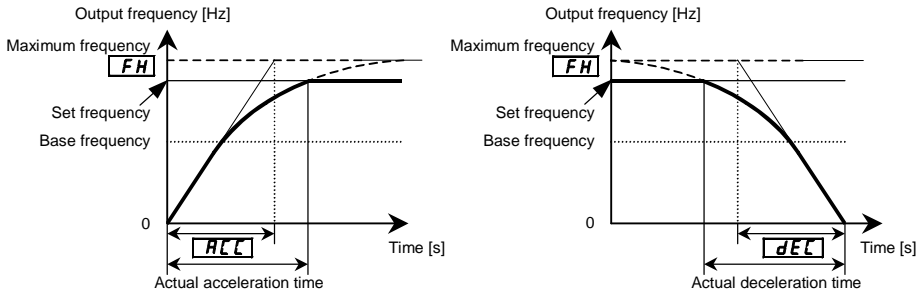 Output frequency [Hz]
Maximum frequency
FH
Set frequency
Base frequency
0
ACC
Time [s]
Actual acceleration time
Output frequency [Hz]
Maximum frequency
FH
Set frequency
Base frequency
0
dEC
Time [s]
Actual deceleration time